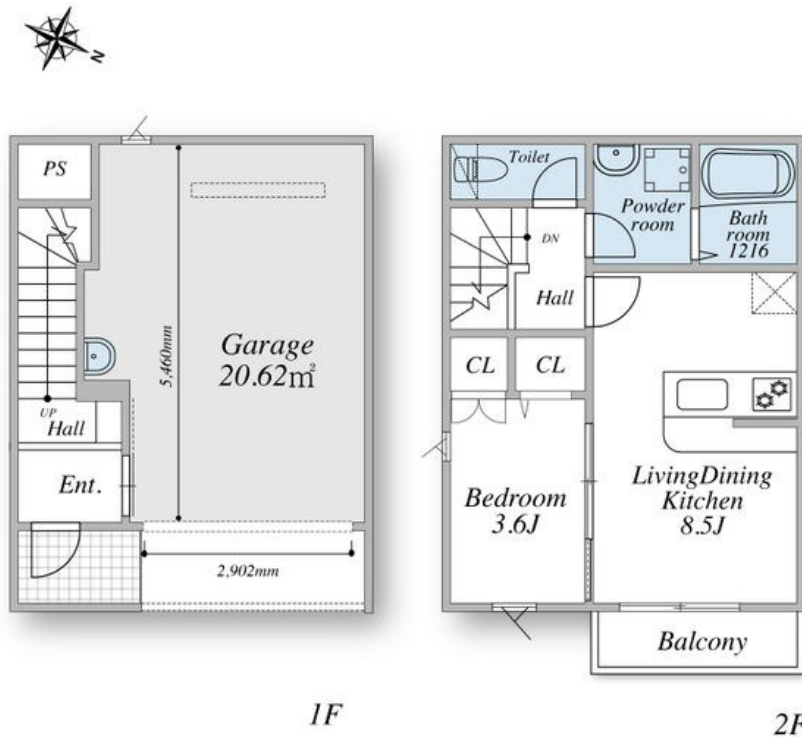 N
PS
5,460mm
Garage
20.62㎡
UP
Hall
Ent.
2,902mm
1F
Toilet
Powder
room
Bath
room
1216
DN
Hall
CL
CL
Bedroom
3.6J
LivingDining
Kitchen
8.5J
Balcony
2F